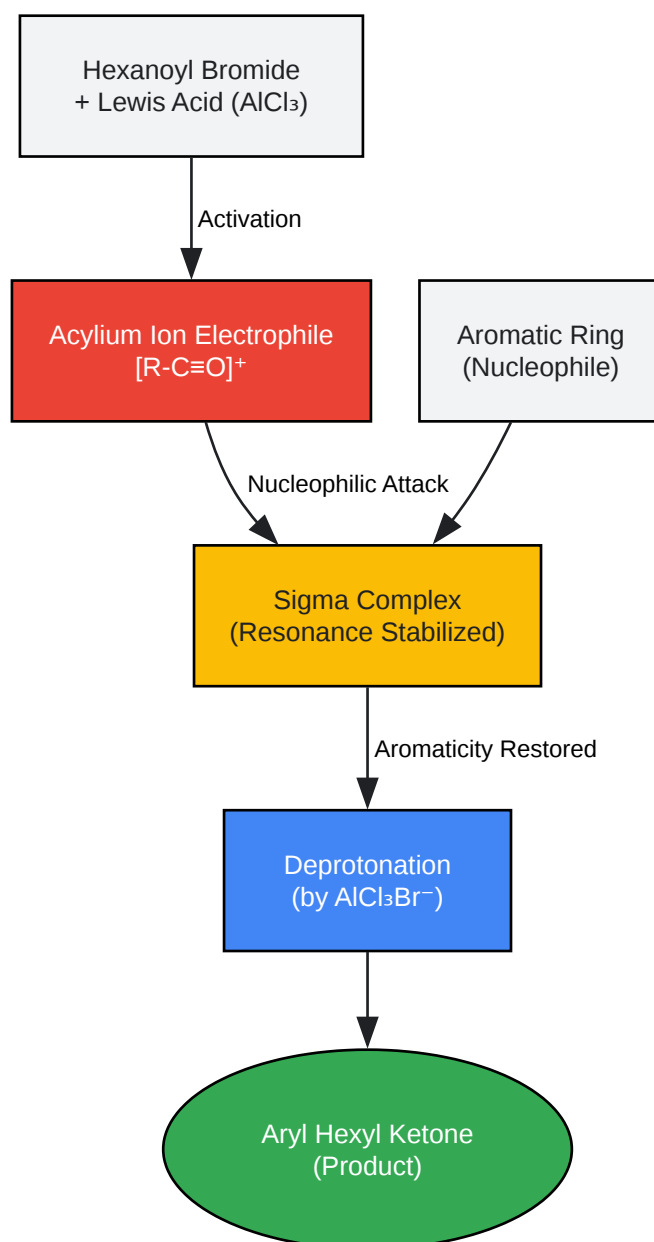 Hexanoyl Bromide
+ Lewis Acid (AlCl₃)
Activation
Acylium Ion Electrophile
[R-C≡O]⁺
Aromatic Ring
(Nucleophile)
Nucleophilic Attack
Sigma Complex
(Resonance Stabilized)
Aromaticity Restored
Deprotonation
(by AlCl₃Br⁻)
Aryl Hexyl Ketone
(Product)